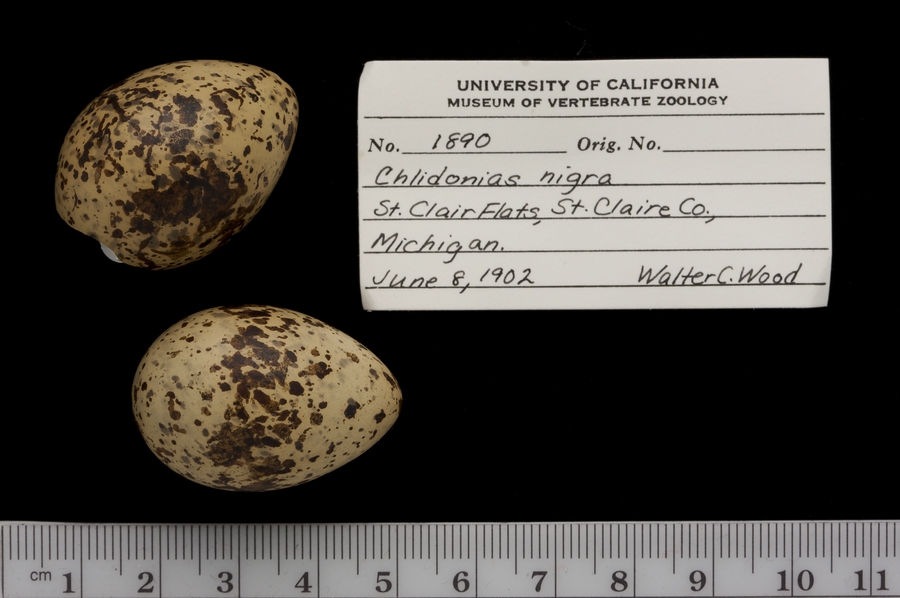 UNIVERSITY OF CALIFORNIA
MUSEUM OF VERTEBRATE ZOOLOGY
No. 1890 Orig. No.
Chlidonias nigra
St. Clair Flats, St. Claire Co.,
Michigan.
June 8, 1902 Walter C. Wood
cm 1 2 3 4 5 6 7 8 9 10 11